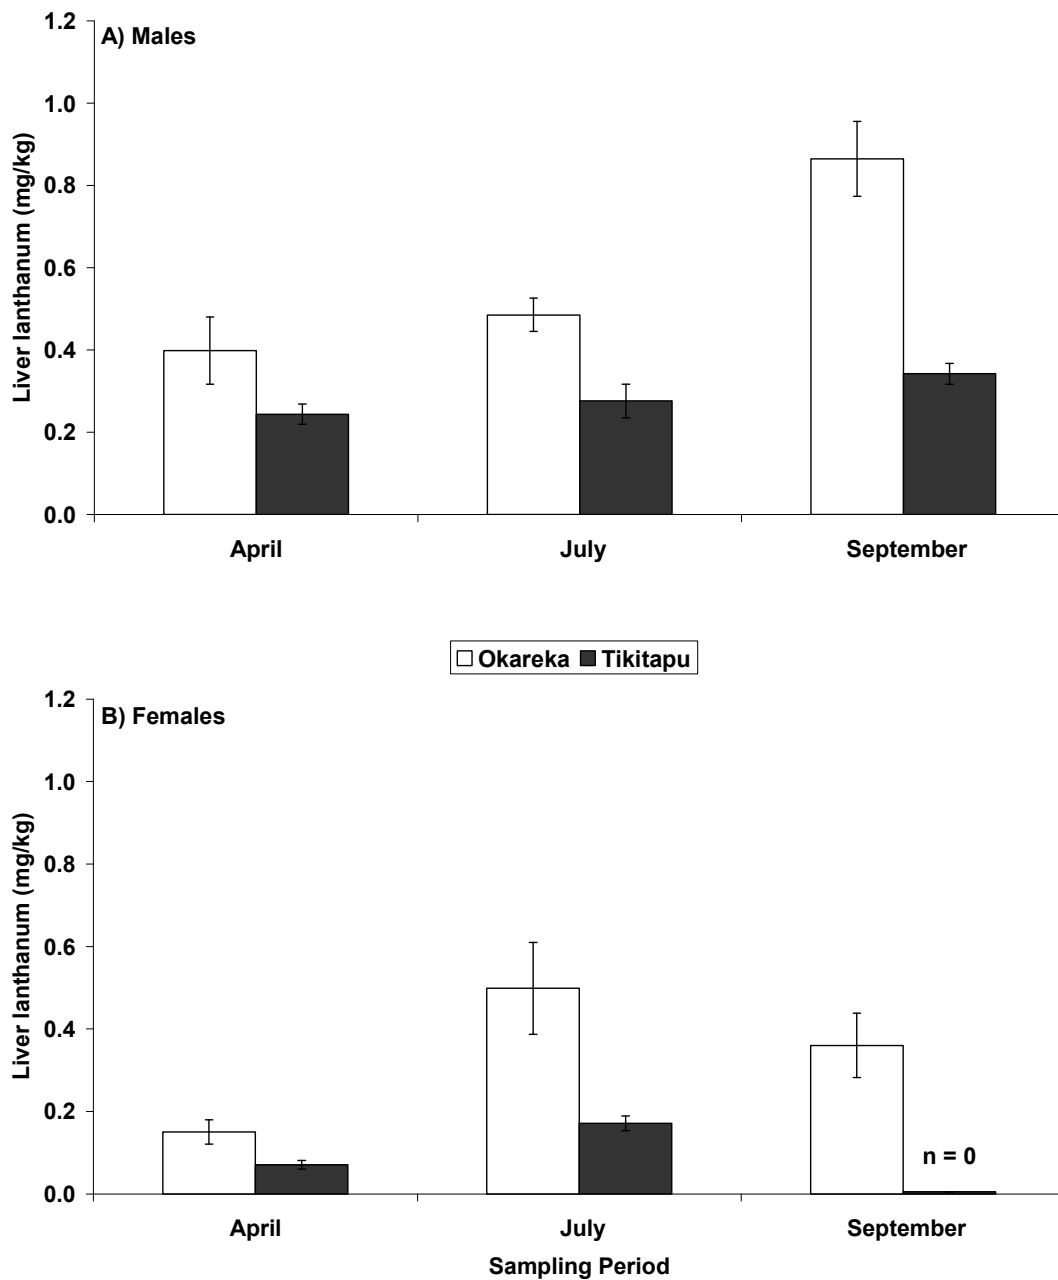 A) Males
Liver lanthanum (mg/kg)
1.2
1.0
0.8
0.6
0.4
0.2
0.0
April July September
Okareka Tikitapu
B) Females
Liver lanthanum (mg/kg)
1.2
1.0
0.8
0.6
0.4
0.2
0.0
n = 0
April July September
Sampling Period